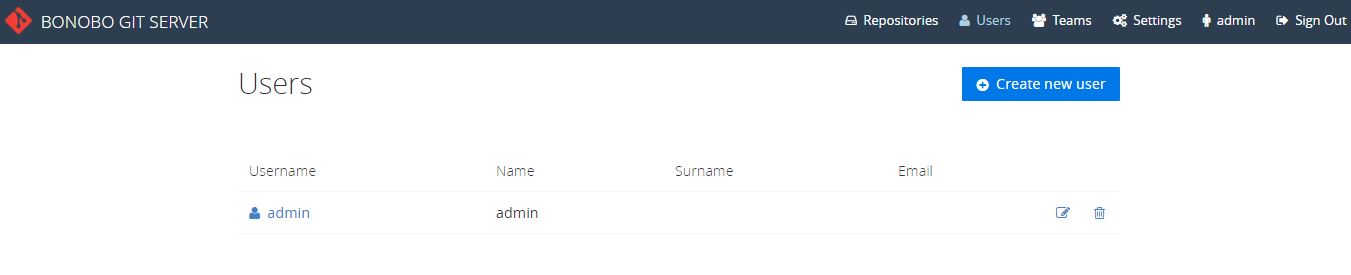 BONOBO GIT SERVER Repositories Users Teams Settings admin Sign Out
Users Create new user
Username Name Surname Email
admin admin